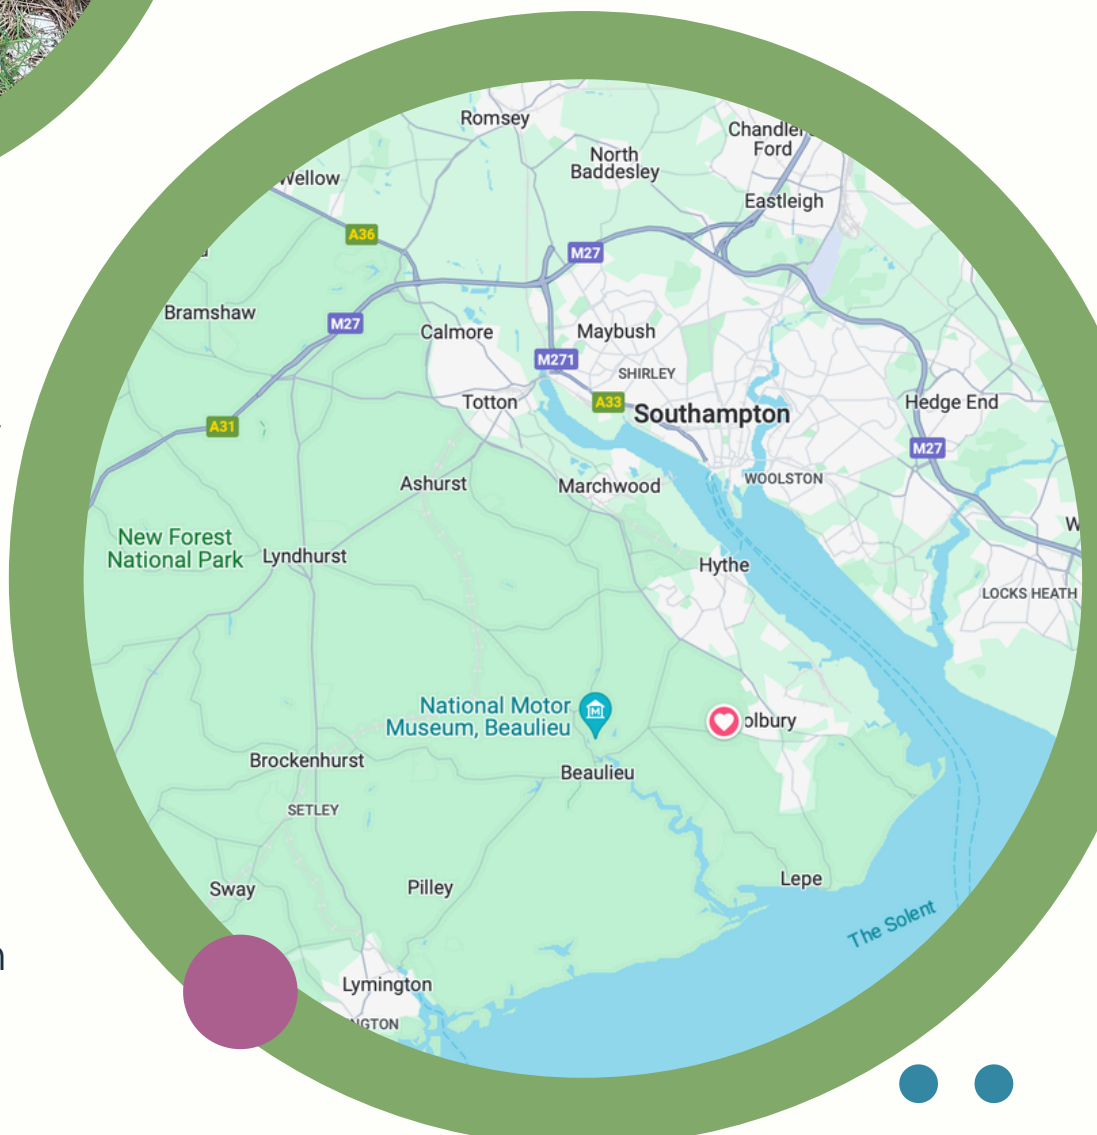 Romsey
Chandler
Ford
North
Baddesley
Wellow
Eastleigh
A36
M27
Bramshaw
M27
Calmore
Maybush
M271
SHIRLEY
Totton
A33
Southampton
Hedge End
A31
M27
Ashurst
Marchwood
WOOLSTON
New Forest
National Park
Lyndhurst
Hythe
LOCKS HEATH
National Motor
Museum, Beaulieu
olbury
Brockenhurst
Beaulieu
SETLEY
Sway
Pilley
Lepe
The Solent
Lymington
NGTON